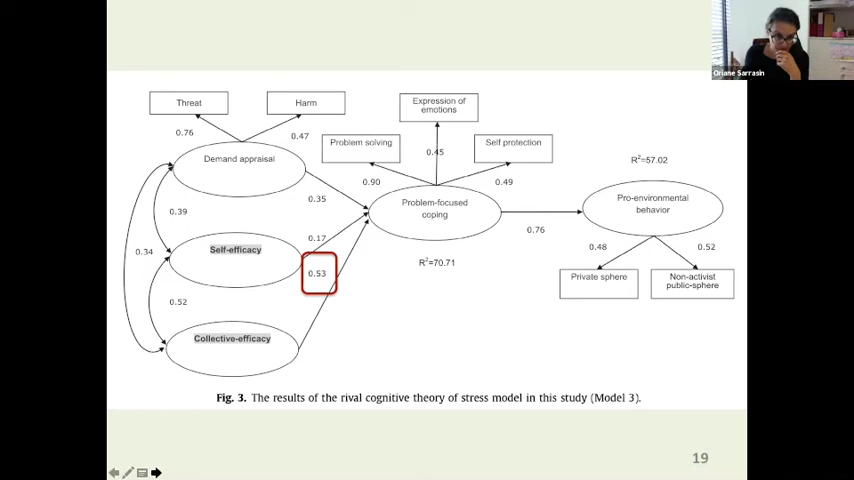 Oriane Sarrasin
Threat
Harm
Expression of
emotions
0.76
0.47
Problem solving
0.45
Self protection
Demand appraisal
R²=57.02
0.90
0.49
0.35
Problem-focused
coping
Pro-environmental
behavior
0.39
0.17
0.76
0.34
Self-efficacy
0.53
R²=70.71
0.48
0.52
Private sphere
Non-activist
public-sphere
0.52
Collective-efficacy
Fig. 3. The results of the rival cognitive theory of stress model in this study (Model 3).
19